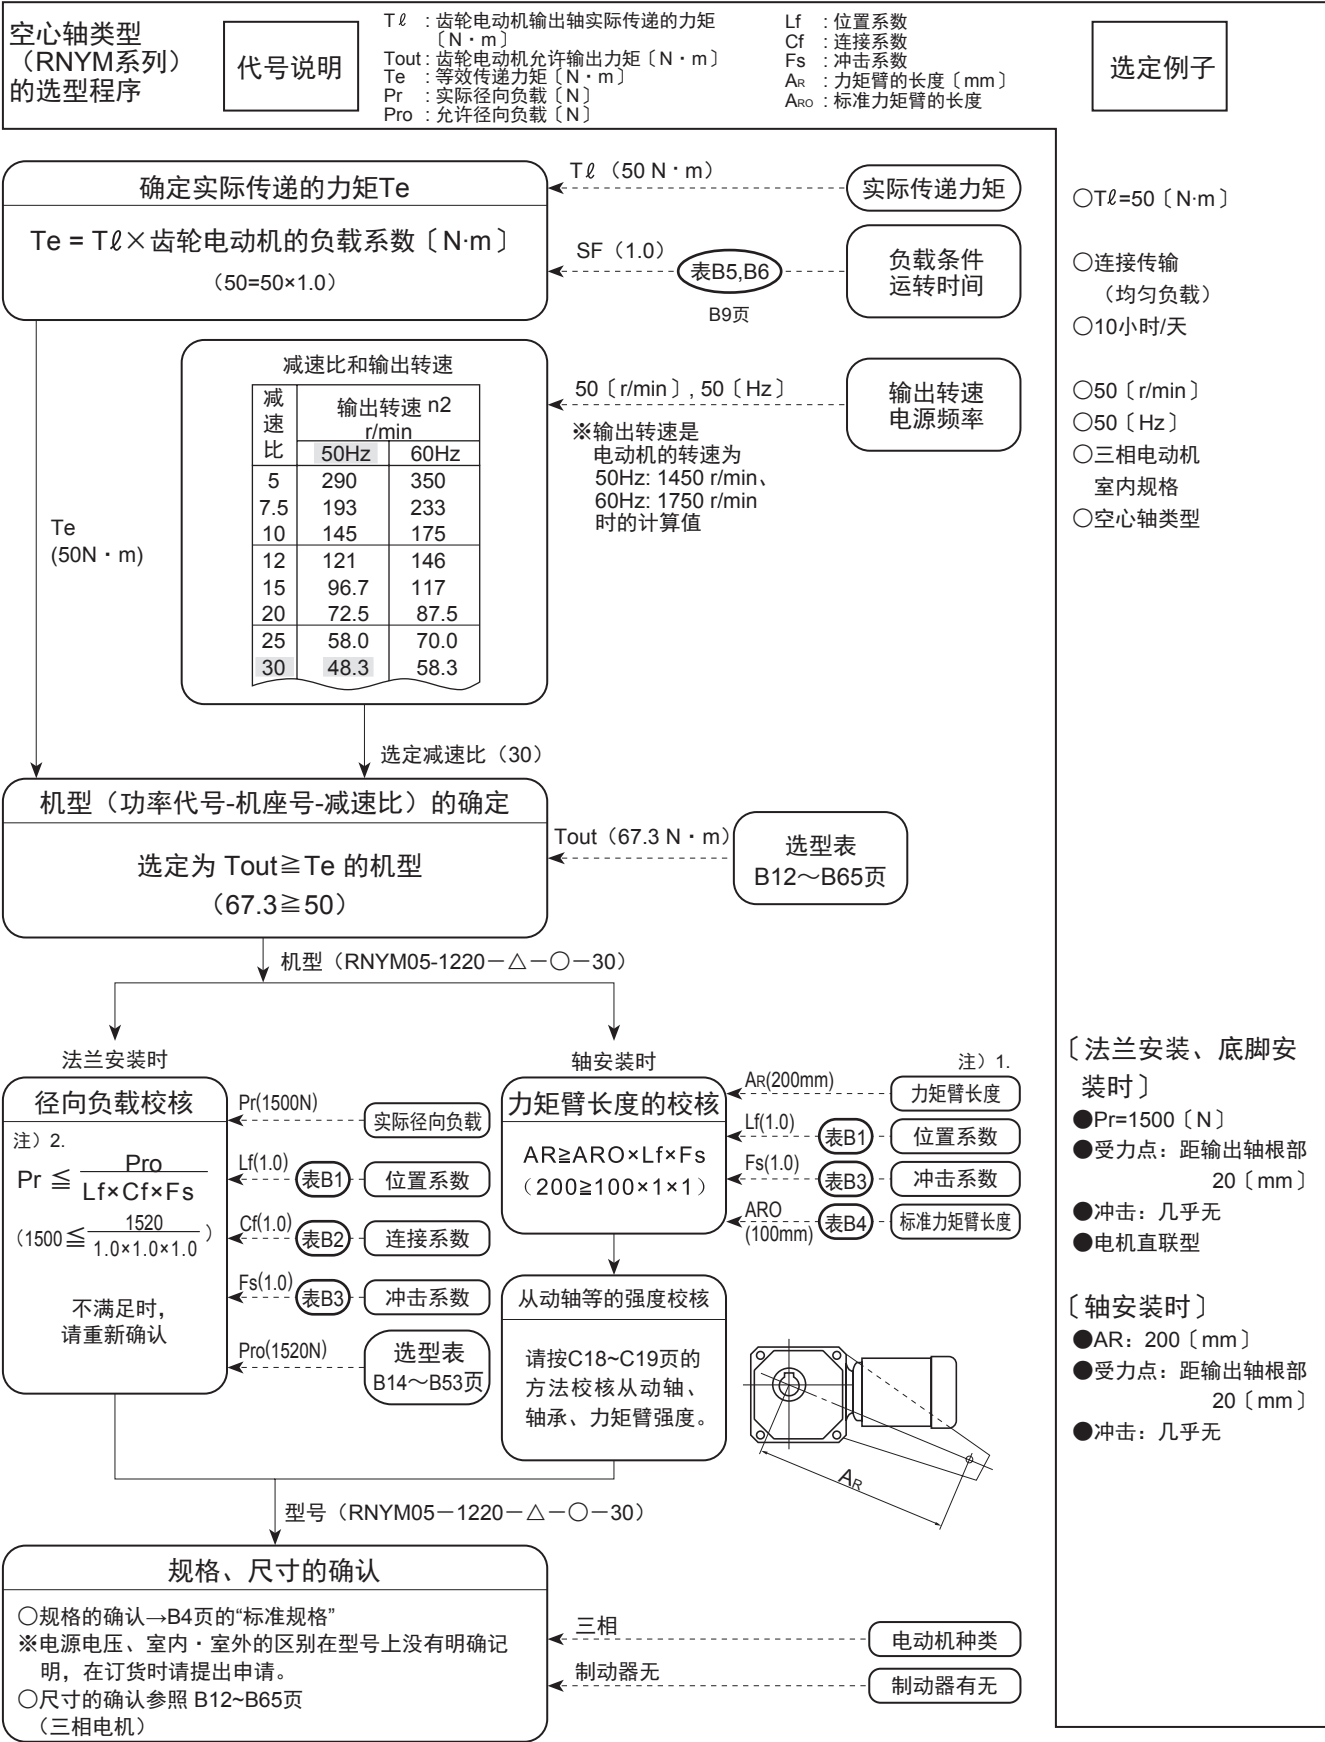 空心轴类型
（RNYM系列）
的选型程序
代号说明
Tℓ ：齿轮电动机输出轴实际传递的力矩
〔N・m〕
Tout：齿轮电动机允许输出力矩〔N・m〕
Te ：等效传递力矩〔N・m〕
Pr ：实际径向负载〔N〕
Pro ：允许径向负载〔N〕
Lf ：位置系数
Cf ：连接系数
Fs ：冲击系数
AR ：力矩臂的长度〔mm〕
ARO ：标准力矩臂的长度
选定例子
确定实际传递的力矩Te
Te = Tℓ×齿轮电动机的负载系数〔N·m〕
（50=50×1.0）
Tℓ （50 N・m）
实际传递力矩
SF（1.0）
表B5,B6
B9页
负载条件
运转时间
减速比和输出转速
减速比
输出转速 n2
r/min
50Hz 60Hz
5 290 350
7.5 193 233
10 145 175
12 121 146
15 96.7 117
20 72.5 87.5
25 58.0 70.0
30 48.3 58.3
50〔r/min〕, 50〔Hz〕
输出转速
电源频率
※输出转速是
电动机的转速为
50Hz: 1450 r/min、
60Hz: 1750 r/min
时的计算值
Te
(50N・m)
选定减速比（30）
机型（功率代号-机座号-减速比）的确定
选定为 Tout≧Te 的机型
（67.3≧50）
Tout（67.3 N・m）
选型表
B12～B65页
机型（RNYM05-1220－△－○－30）
法兰安装时
径向负载校核
注）2.
Pr ≦ Pro
Lf×Cf×Fs
（1500≦ 1520 ）
1.0×1.0×1.0
不满足时，
请重新确认
Pr(1500N)
实际径向负载
Lf(1.0)
表B1
位置系数
Cf(1.0)
表B2
连接系数
Fs(1.0)
表B3
冲击系数
Pro(1520N)
选型表
B14～B53页
轴安装时
注）1.
力矩臂长度的校核
AR≧ARO×Lf×Fs
（200≧100×1×1）
AR(200mm)
力矩臂长度
Lf(1.0)
表B1
位置系数
Fs(1.0)
表B3
冲击系数
ARO
(100mm)
表B4
标准力矩臂长度
从动轴等的强度校核
请按C18~C19页的
方法校核从动轴、
轴承、力矩臂强度。
AR
型号（RNYM05－1220－△－○－30）
规格、尺寸的确认
○规格的确认→B4页的“标准规格”
※电源电压、室内・室外的区别在型号上没有明确记
明，在订货时请提出申请。
○尺寸的确认参照 B12~B65页
（三相电机）
三相
电动机种类
制动器无
制动器有无
○Tℓ=50〔N·m〕
○连接传输
（均匀负载）
○10小时/天
○50〔r/min〕
○50〔Hz〕
○三相电动机
室内规格
○空心轴类型
〔法兰安装、底脚安
装时〕
●Pr=1500〔N〕
●受力点：距输出轴根部
20〔mm〕
●冲击：几乎无
●电机直联型
〔轴安装时〕
●AR：200〔mm〕
●受力点：距输出轴根部
20〔mm〕
●冲击：几乎无